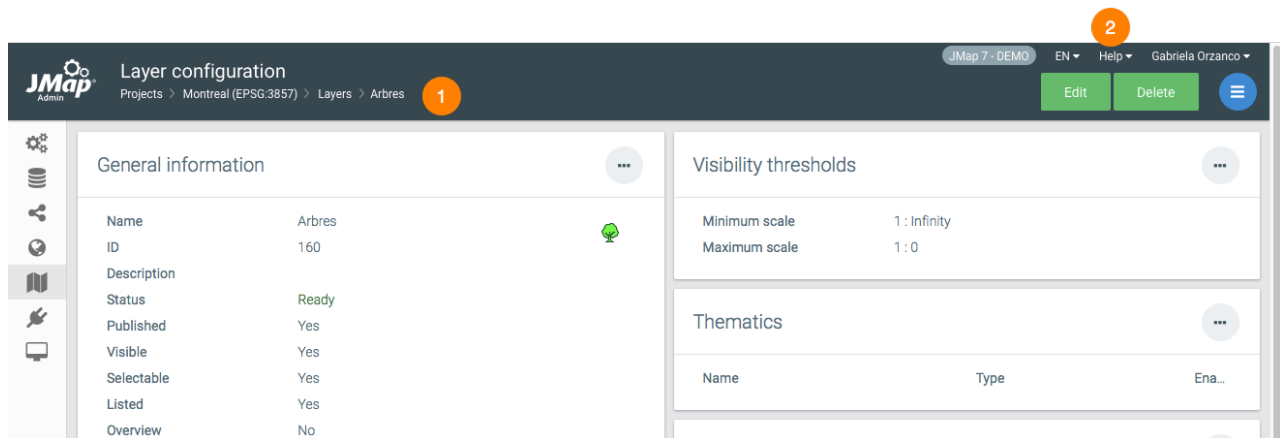 2
JMap 7 - DEMO EN Help Gabriela Orzanco
JMap
Admin
Layer configuration
Projects > Montreal (EPSG:3857) > Layers > Arbres
1
Edit Delete
General information
Name Arbres
ID 160
Description
Status Ready
Published Yes
Visible Yes
Selectable Yes
Listed Yes
Overview No
Visibility thresholds
Minimum scale 1 : Infinity
Maximum scale 1 : 0
Thematics
Name Type Ena...